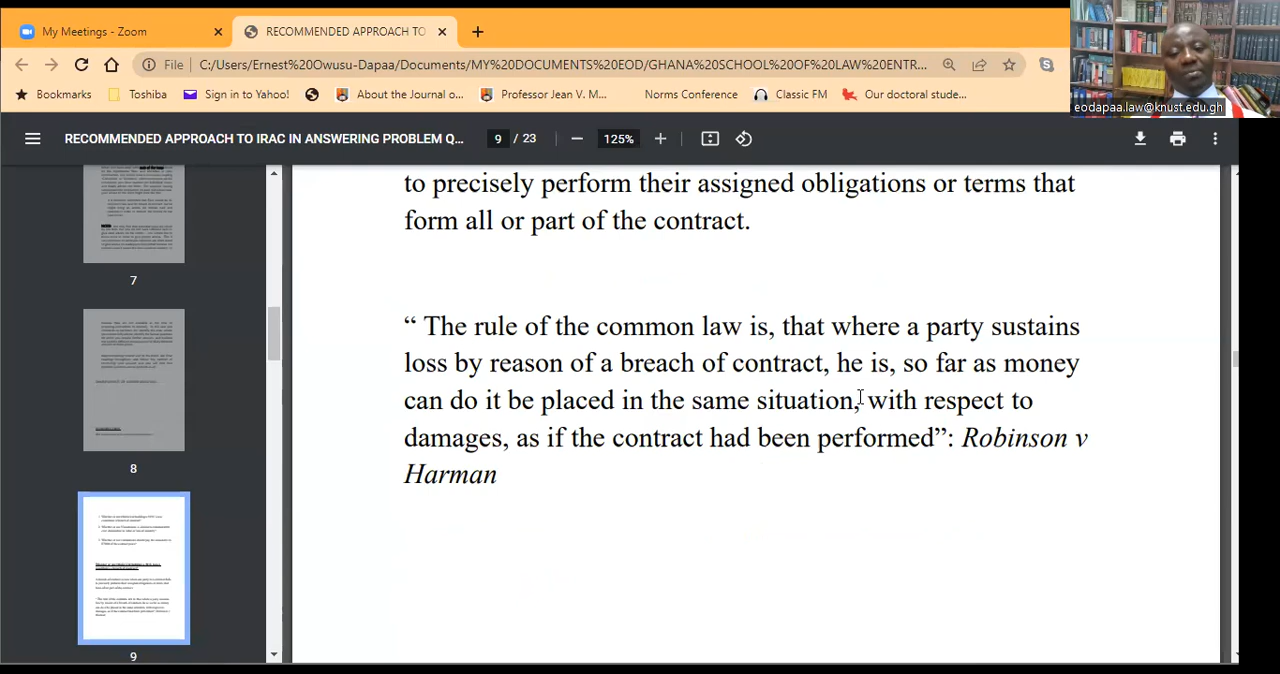 My Meetings - Zoom
RECOMMENDED APPROACH TO
File C:/Users/Ernest%20Owusu-Dapaa/Documents/MY%20DOCUMENTS%20EOD/GHANA%20SCHOOL%20OF%20LAW%20ENTR...
Bookmarks Toshiba Sign in to Yahoo! About the Journal o... Professor Jean V. M... Norms Conference Classic FM Our doctoral stude...
eodapaa.law@knust.edu.gh
RECOMMENDED APPROACH TO IRAC IN ANSWERING PROBLEM Q... 9 / 23 125%
7
8
9
to precisely perform their assigned obligations or terms that
form all or part of the contract.
“ The rule of the common law is, that where a party sustains
loss by reason of a breach of contract, he is, so far as money
can do it be placed in the same situation, with respect to
damages, as if the contract had been performed”: Robinson v
Harman